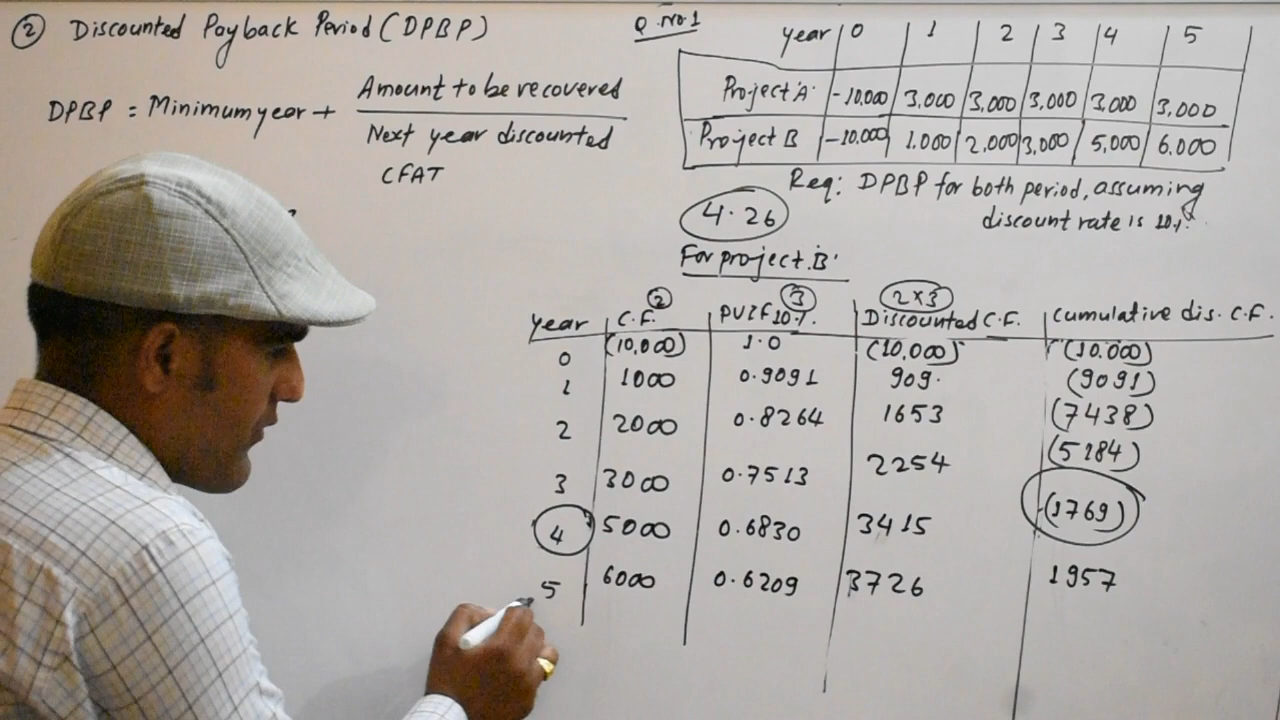 ② Discounted Payback Period (DPBP)
DPBP = Minimum year + Amount to be recovered / Next year discounted CFAT
Q.No.1
year 0 1 2 3 4 5
Project 'A' -10,000 3,000 3,000 3,000 3,000 3,000
Project B -10,000 1,000 2,000 3,000 5,000 6,000
Req: DPBP for both period, assuming
discount rate is 10%.
4.26
For project 'B'
② ③ 2×3
year C.F. PVIF 10%. Discounted C.F. Cumulative dis. C.F.
0 (10,000) 1.0 (10,000) (10.000)
1 1000 0.9091 909. (9091)
2 2000 0.8264 1653 (7438)
3 3000 0.7513 2254 (5184)
4 5000 0.6830 3415 (1769)
5 6000 0.6209 3726 1957